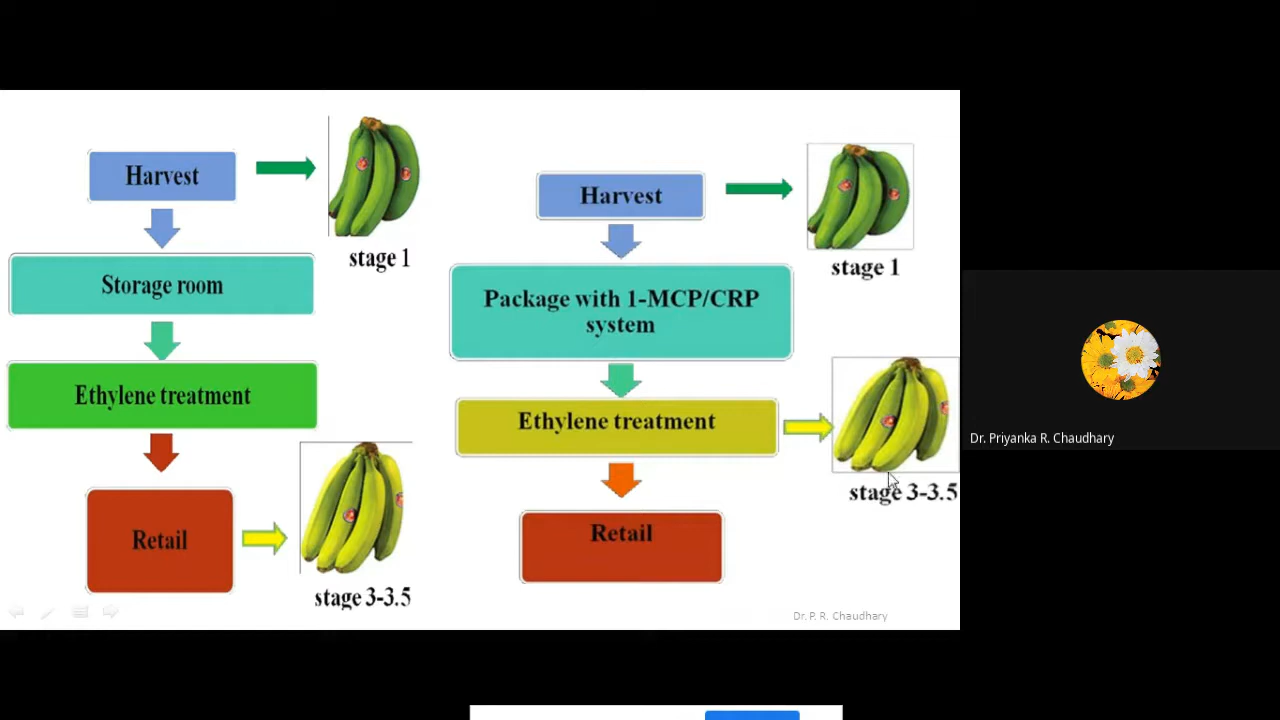 Harvest
stage 1
Storage room
Ethylene treatment
Retail
stage 3-3.5
Harvest
stage 1
Package with 1-MCP/CRP
system
Ethylene treatment
stage 3-3.5
Retail
Dr. P. R. Chaudhary
Dr. Priyanka R. Chaudhary